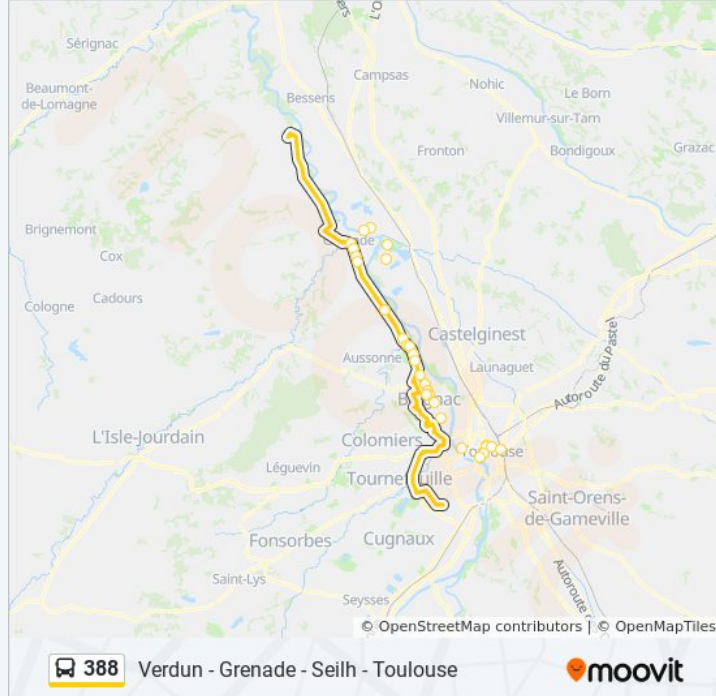 Sérignac
Campsas
Beaumont-
de-Lomagne
Bessens
Nohic
Le Born
Villemur-sur-Tarn
Fronton
Bondigoux
Grazac
Brignemont
Cox
Cologne
Cadours
Castelginest
Aussonne
Launaguet
Autoroute du Pastel
L'Isle-Jourdain
Colomiers
Léguevin
Saint-Orens-
de-Gameville
Fonsorbes
Cugnaux
Saint-Lys
Seysses
Autoroute
© OpenStreetMap contributors | © OpenMapTiles
388 Verdun - Grenade - Seilh - Toulouse moovit